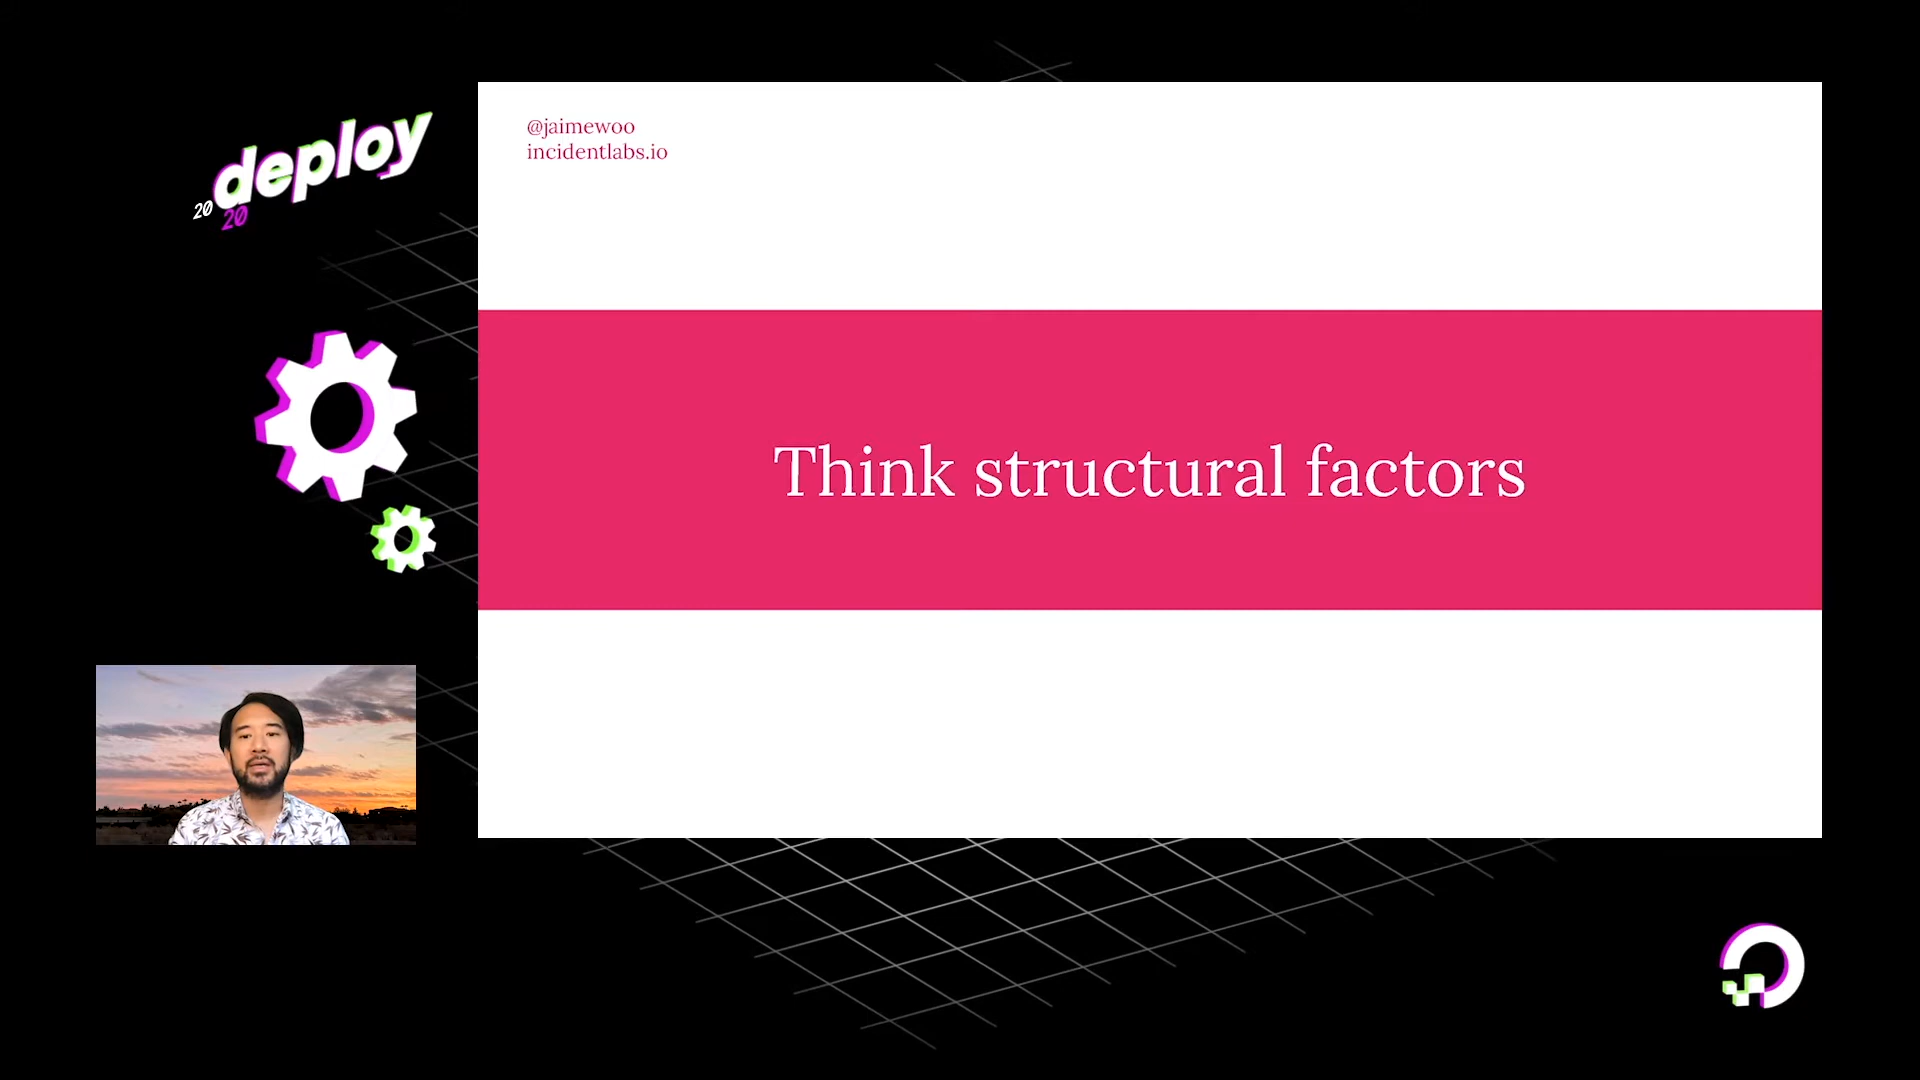 deploy
20
20
@jaimewoo
incidentlabs.io
Think structural factors